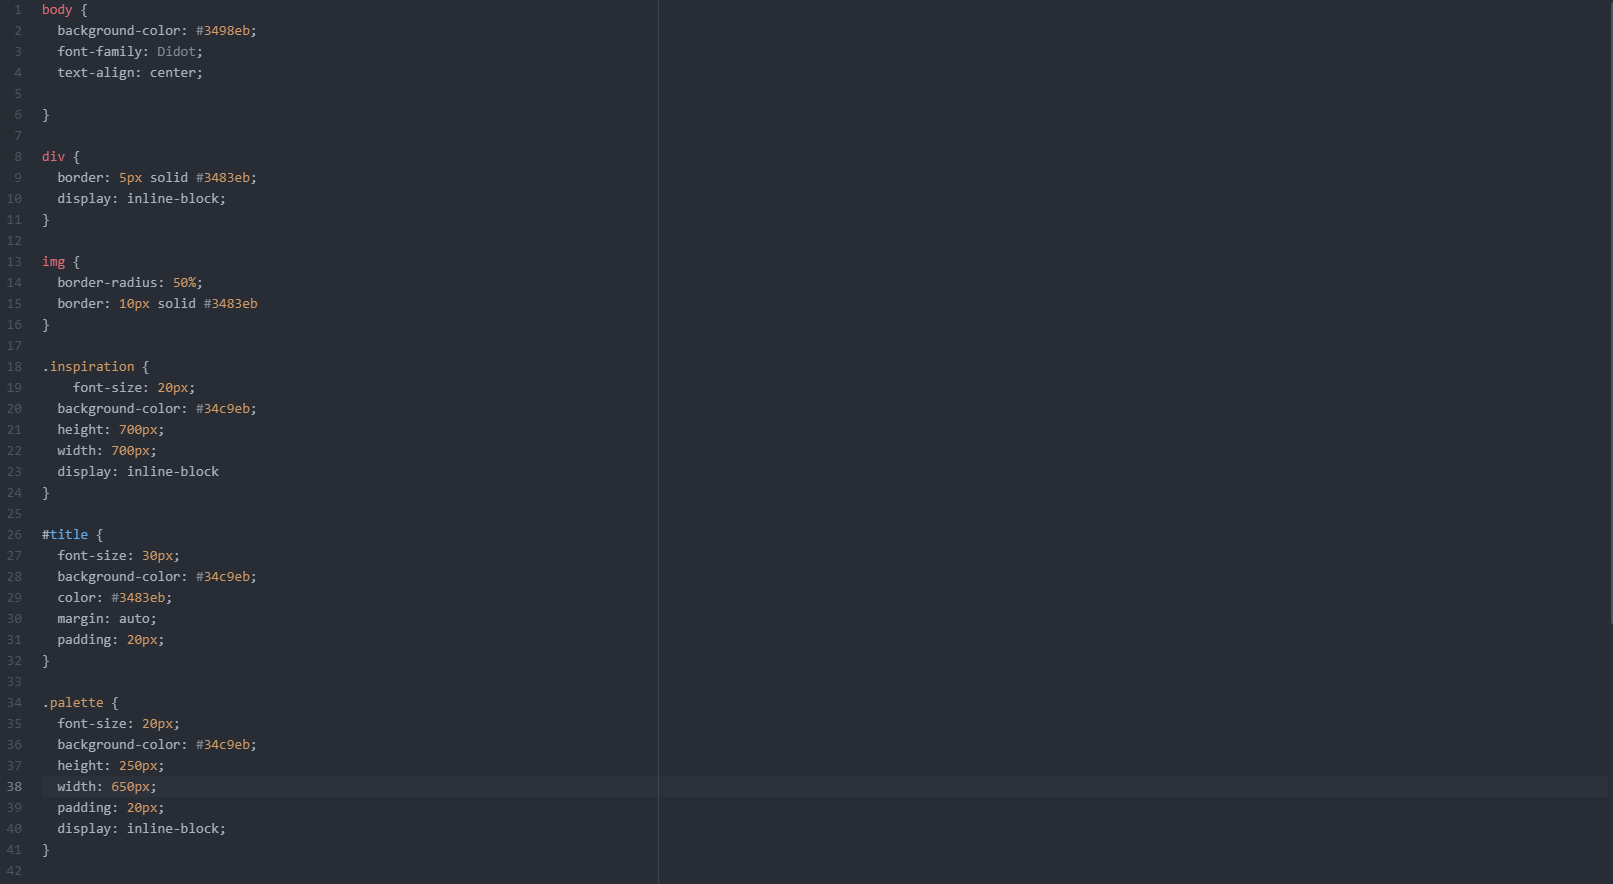 1 body {
2   background-color: #3498eb;
3   font-family: Didot;
4   text-align: center;
5
6 }
7
8 div {
9   border: 5px solid #3483eb;
10   display: inline-block;
11 }
12
13 img {
14   border-radius: 50%;
15   border: 10px solid #3483eb
16 }
17
18 .inspiration {
19     font-size: 20px;
20   background-color: #34c9eb;
21   height: 700px;
22   width: 700px;
23   display: inline-block
24 }
25
26 #title {
27   font-size: 30px;
28   background-color: #34c9eb;
29   color: #3483eb;
30   margin: auto;
31   padding: 20px;
32 }
33
34 .palette {
35   font-size: 20px;
36   background-color: #34c9eb;
37   height: 250px;
38   width: 650px;
39   padding: 20px;
40   display: inline-block;
41 }
42